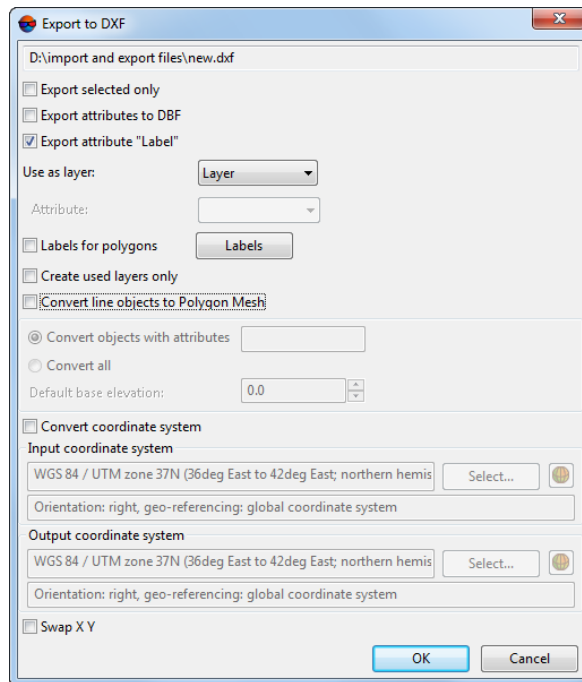 Export to DXF
D:\import and export files\new.dxf
Export selected only
Export attributes to DBF
Export attribute "Label"
Use as layer: Layer
Attribute:
Labels for polygons Labels
Create used layers only
Convert line objects to Polygon Mesh
Convert objects with attributes
Convert all
Default base elevation: 0.0
Convert coordinate system
Input coordinate system
WGS 84 / UTM zone 37N (36deg East to 42deg East; northern hemis Select...
Orientation: right, geo-referencing: global coordinate system
Output coordinate system
WGS 84 / UTM zone 37N (36deg East to 42deg East; northern hemis Select...
Orientation: right, geo-referencing: global coordinate system
Swap X Y
OK Cancel